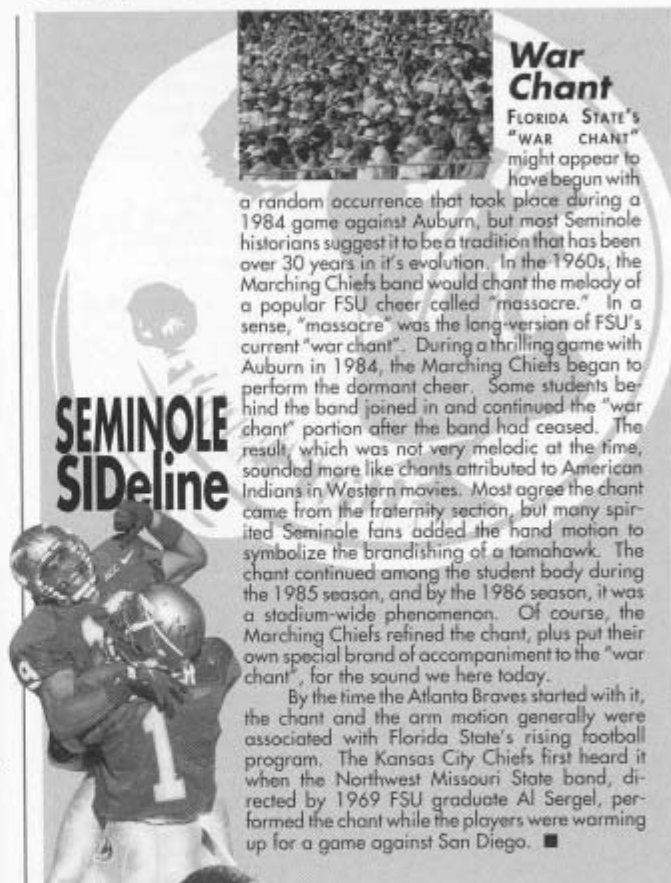 War
Chant
FLORIDA STATE'S
"WAR CHANT"
might appear to
have begun with
a random occurrence that took place during a
1984 game against Auburn, but most Seminole
historians suggest it to be a tradition that has been
over 30 years in it's evolution. In the 1960s, the
Marching Chiefs band would chant the melody of
a popular FSU cheer called "massacre." In a
sense, "massacre" was the long-version of FSU's
current "war chant". During a thrilling game with
Auburn in 1984, the Marching Chiefs began to
perform the dormant cheer. Some students be-
hind the band joined in and continued the "war
chant" portion after the band had ceased. The
result, which was not very melodic at the time,
sounded more like chants attributed to American
Indians in Western movies. Most agree the chant
came from the fraternity section, but many spir-
ited Seminole fans added the hand motion to
symbolize the brandishing of a tomahawk. The
chant continued among the student body during
the 1985 season, and by the 1986 season, it was
a stadium-wide phenomenon. Of course, the
Marching Chiefs refined the chant, plus put their
own special brand of accompaniment to the "war
chant", for the sound we here today.
By the time the Atlanta Braves started with it,
the chant and the arm motion generally were
associated with Florida State's rising football
program. The Kansas City Chiefs first heard it
when the Northwest Missouri State band, di-
rected by 1969 FSU graduate Al Sergel, per-
formed the chant while the players were warming
up for a game against San Diego. ■
SEMINOLE
SIDeline
1